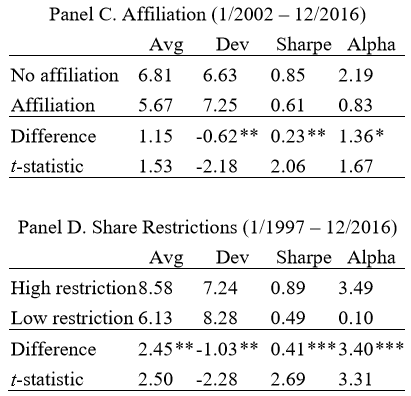 Panel C. Affiliation (1/2002 – 12/2016)
Avg Dev Sharpe Alpha
No affiliation 6.81 6.63 0.85 2.19
Affiliation 5.67 7.25 0.61 0.83
Difference 1.15 -0.62** 0.23** 1.36*
t-statistic 1.53 -2.18 2.06 1.67
Panel D. Share Restrictions (1/1997 – 12/2016)
Avg Dev Sharpe Alpha
High restriction 8.58 7.24 0.89 3.49
Low restriction 6.13 8.28 0.49 0.10
Difference 2.45** -1.03** 0.41*** 3.40***
t-statistic 2.50 -2.28 2.69 3.31